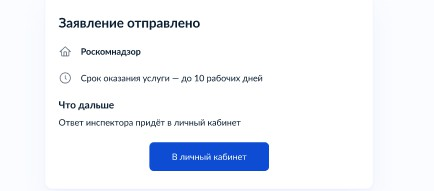 Заявление отправлено
Роскомнадзор
Срок оказания услуги — до 10 рабочих дней
Что дальше
Ответ инспектора придёт в личный кабинет
В личный кабинет